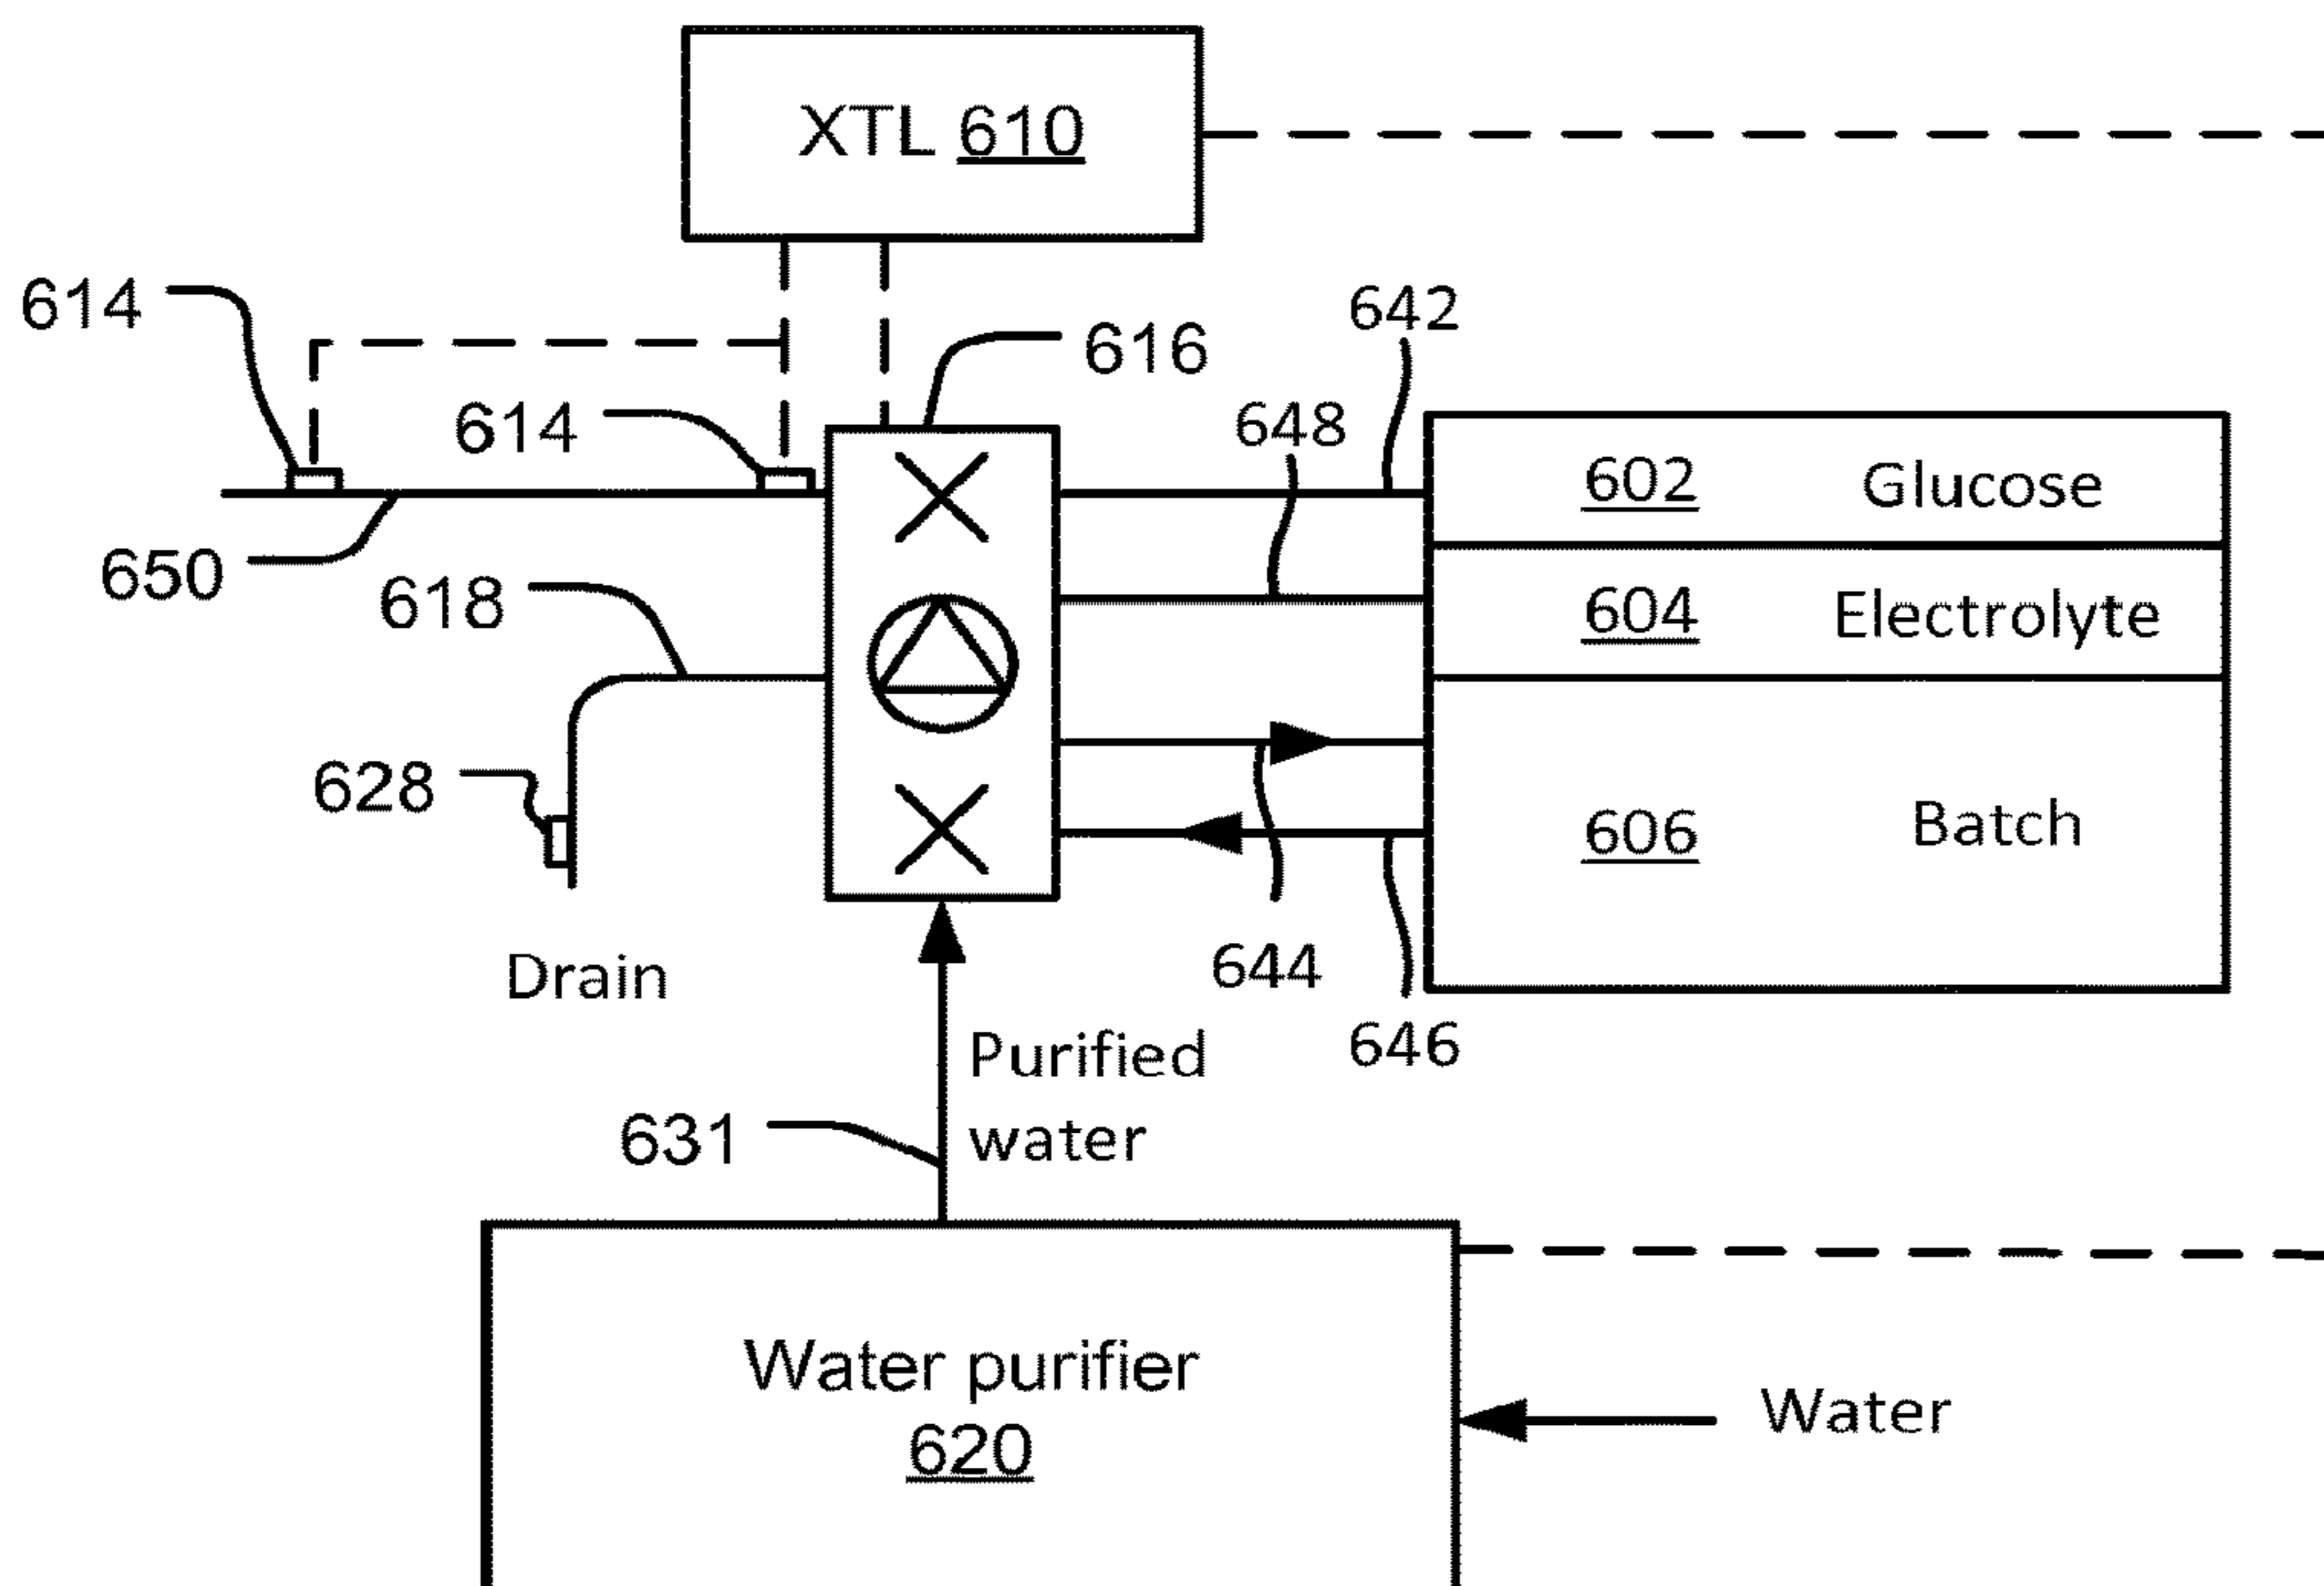 XTL 610
614
642
616
614
648
602 Glucose
650
618
604 Electrolyte
628
606 Batch
Drain
644
646
Purified
water
631
Water purifier
620
Water